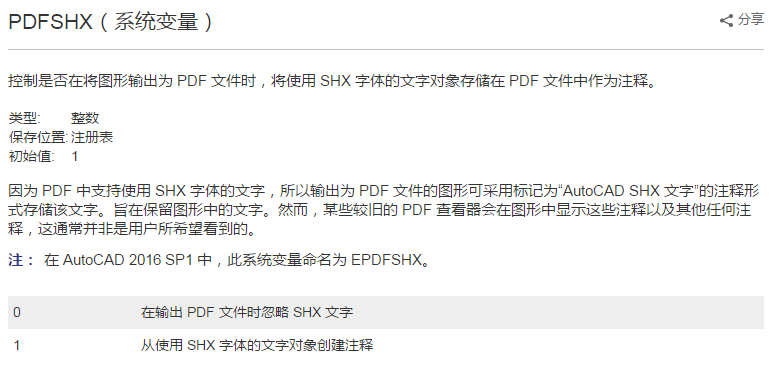 PDFSHX（系统变量）
分享
控制是否在将图形输出为 PDF 文件时，将使用 SHX 字体的文字对象存储在 PDF 文件中作为注释。
类型: 整数
保存位置: 注册表
初始值: 1
因为 PDF 中支持使用 SHX 字体的文字，所以输出为 PDF 文件的图形可采用标记为“AutoCAD SHX 文字”的注释形
式存储该文字。旨在保留图形中的文字。然而，某些较旧的 PDF 查看器会在图形中显示这些注释以及其他任何注
释，这通常并非是用户所希望看到的。
注： 在 AutoCAD 2016 SP1 中，此系统变量命名为 EPDFSHX。
0 在输出 PDF 文件时忽略 SHX 文字
1 从使用 SHX 字体的文字对象创建注释